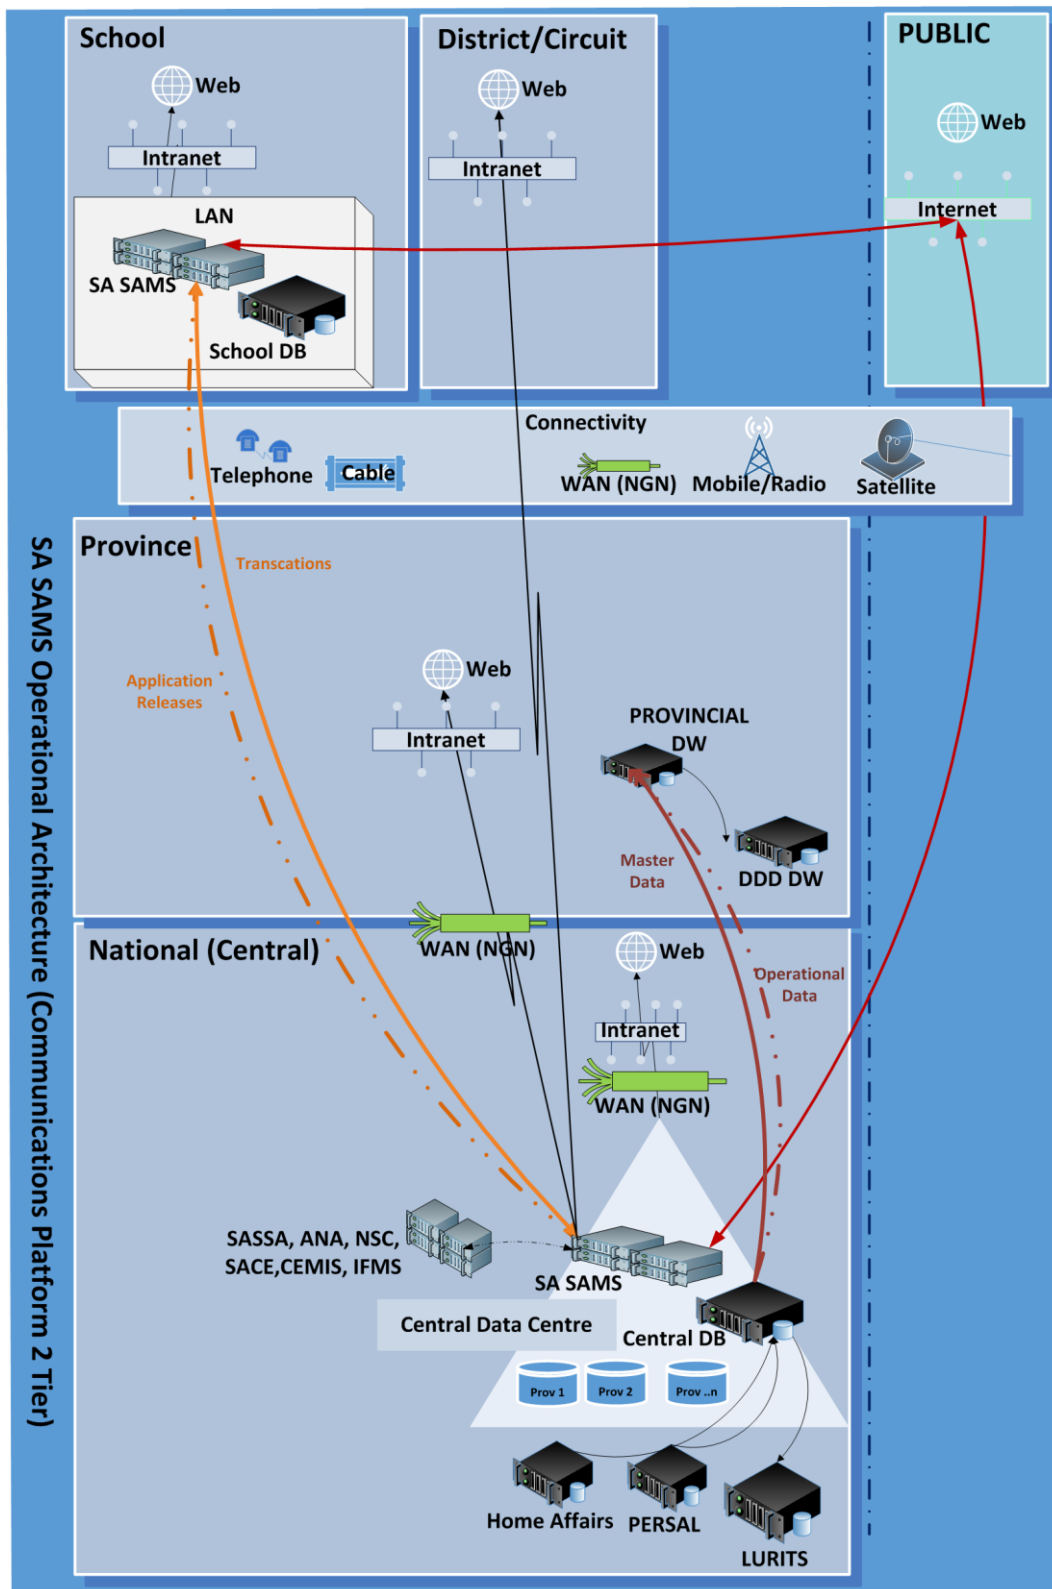 School
Web
Intranet
LAN
SA SAMS
School DB
District/Circuit
Web
Intranet
PUBLIC
Web
Internet
Connectivity
Telephone
Cable
WAN (NGN)
Mobile/Radio
Satellite
SA SAMS Operational Architecture (Communications Platform 2 Tier)
Province
Transcations
Application
Releases
Web
Intranet
PROVINCIAL
DW
Master
Data
DDD DW
WAN (NGN)
National (Central)
Web
Operational
Data
Intranet
WAN (NGN)
SASSA, ANA, NSC,
SACE,CEMIS, IFMS
SA SAMS
Central Data Centre
Central DB
Prov 1
Prov 2
Prov ..n
Home Affairs
PERSAL
LURITS